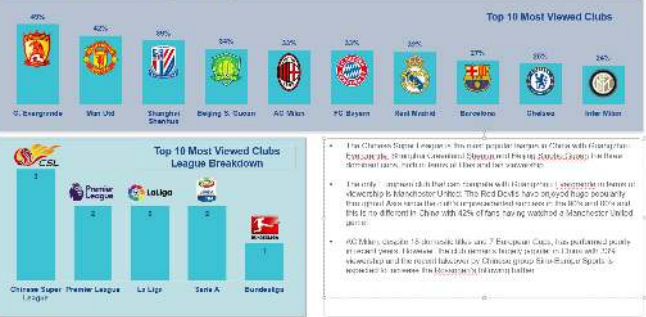 Top 10 Most Viewed Clubs
49%
42%
39%
34%
33%
33%
27%
26%
24%
G. Evergrande
Man Utd
Shanghai Shenhua
Beijing S. Guoan
AC Milan
FC Bayern
Real Madrid
Barcelona
Chelsea
Inter Milan
Top 10 Most Viewed Clubs
League Breakdown
CSL
Premier
League
LaLiga
3
2
2
2
1
Chinese Super
League
Premier League
La Liga
Serie A
Bundesliga
The Chinese Super League is the most popular league in China with Guangzhou
Evergrande, Shanghai Greenland Shenhua and Beijing Sinobo Guoan the three
dominant clubs, both in terms of titles and fan viewership.
The only European club that can compete with Guangzhou Evergrande in terms of
viewership is Manchester United. The Red Devils have enjoyed huge popularity
throughout Asia since the club's unprecedented success in the 90's and 00's and
this is no different in China with 42% of fans having watched a Manchester United
game.
AC Milan, despite 18 domestic titles and 7 European Cups, has performed poorly
in recent years. However, the club remains hugely popular in China with 33%
viewership and the recent takeover by Chinese group Sino-Europe Sports is
expected to increase the Rossoneri's following further.